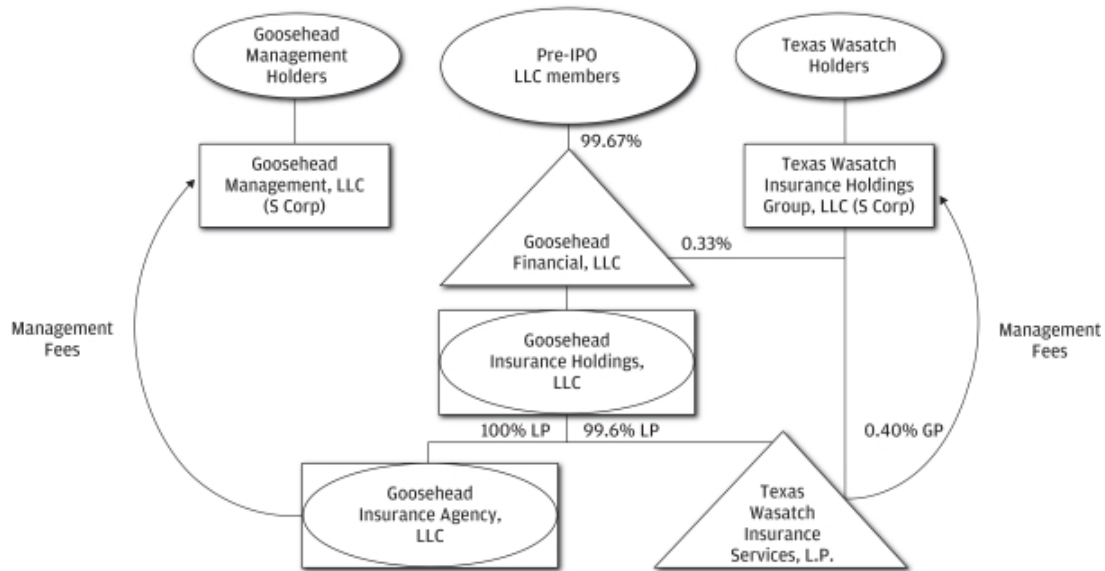 Goosehead
Management
Holders
Pre-IPO
LLC members
Texas Wasatch
Holders
99.67%
Goosehead
Management, LLC
(S Corp)
Texas Wasatch
Insurance Holdings
Group, LLC (S Corp)
Goosehead
Financial, LLC
0.33%
Management
Fees
Goosehead
Insurance Holdings,
LLC
Management
Fees
100% LP
99.6% LP
0.40% GP
Goosehead
Insurance Agency,
LLC
Texas
Wasatch
Insurance
Services, L.P.